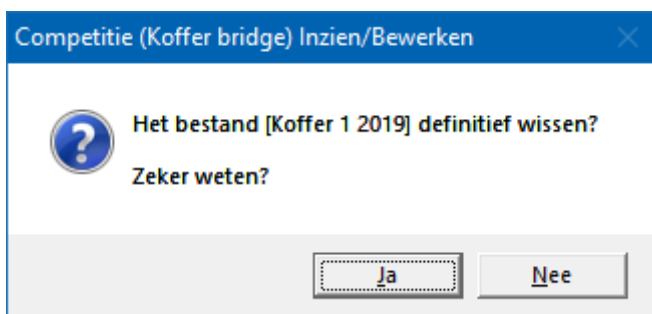 Competitie (Koffer bridge) Inzien/Bewerken
Het bestand [Koffer 1 2019] definitief wissen?
Zeker weten?
Ja
Nee